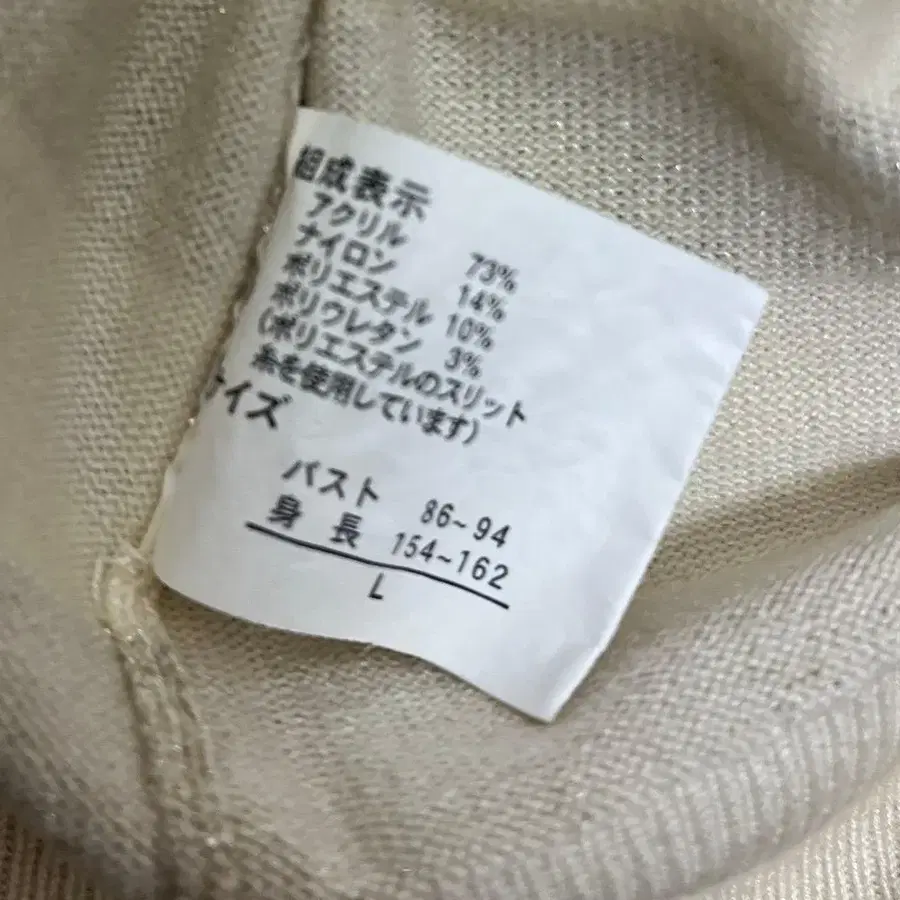 組成表示
アクリル 73%
ナイロン 14%
ポリエステル 10%
ポリウレタン 3%
(ポリエステルのスリット
糸を使用しています)
サイズ
バスト 86~94
身長 154~162
L